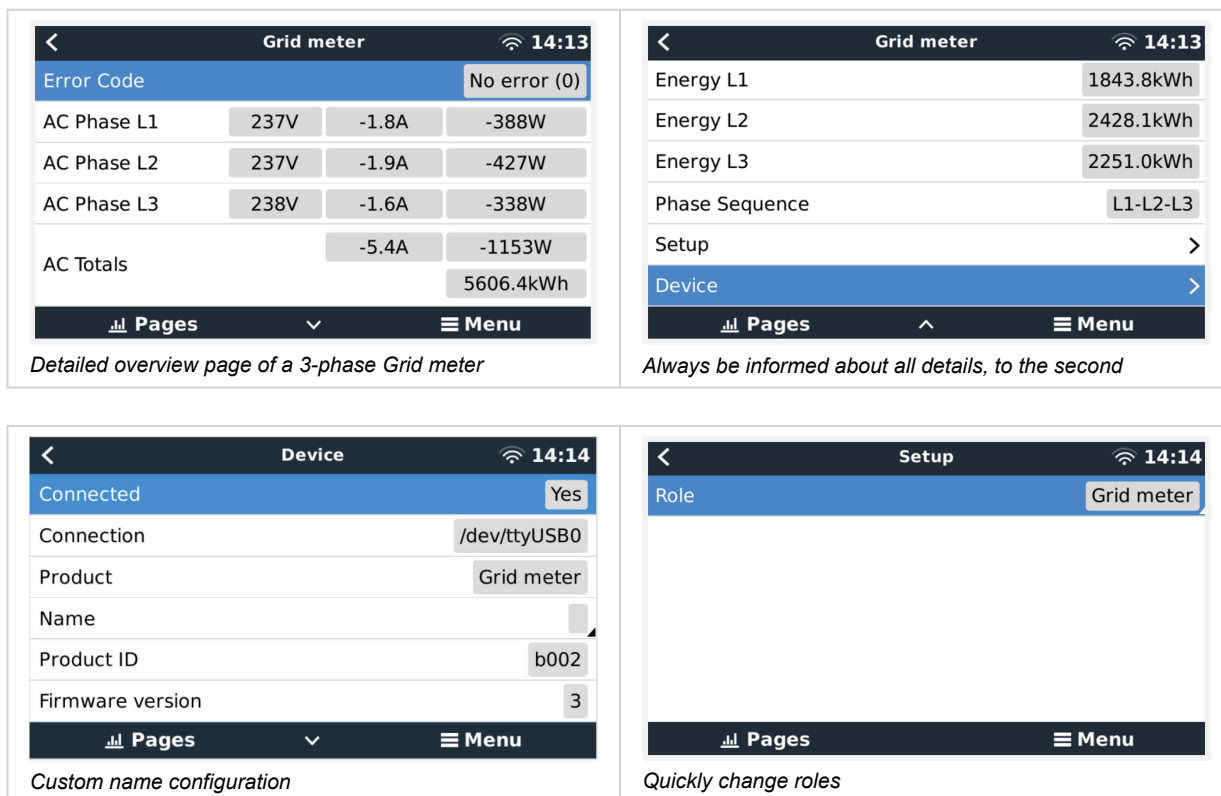 Grid meter 14:13
Error Code No error (0)
AC Phase L1 237V -1.8A -388W
AC Phase L2 237V -1.9A -427W
AC Phase L3 238V -1.6A -338W
AC Totals -5.4A -1153W
5606.4kWh
Pages Menu
Detailed overview page of a 3-phase Grid meter
Grid meter 14:13
Energy L1 1843.8kWh
Energy L2 2428.1kWh
Energy L3 2251.0kWh
Phase Sequence L1-L2-L3
Setup
Device
Pages Menu
Always be informed about all details, to the second
Device 14:14
Connected Yes
Connection /dev/ttyUSB0
Product Grid meter
Name
Product ID b002
Firmware version 3
Pages Menu
Custom name configuration
Setup 14:14
Role Grid meter
Pages Menu
Quickly change roles